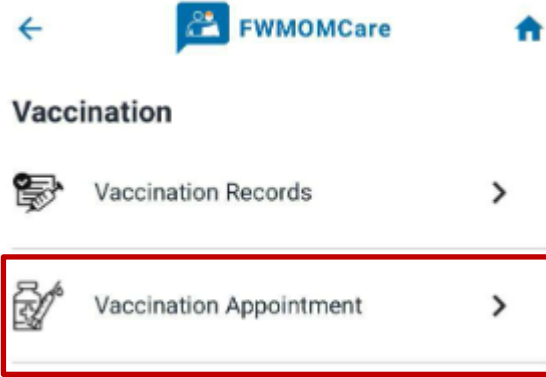 FWMOMCare
Vaccination
Vaccination Records
Vaccination Appointment